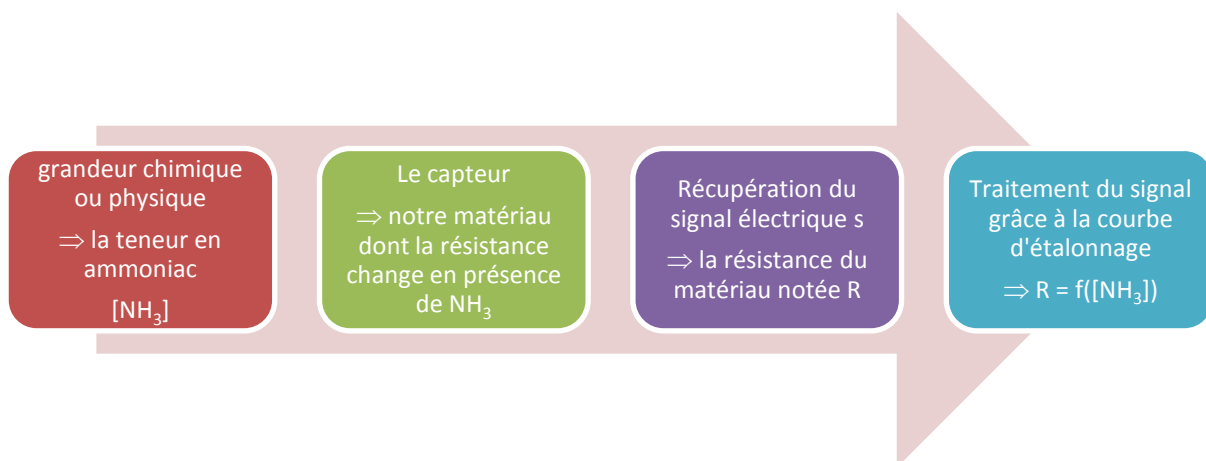 grandeur chimique
ou physique
⇒ la teneur en
ammoniac
[NH₃]
Le capteur
⇒ notre matériau
dont la résistance
change en présence
de NH₃
Récupération du
signal électrique s
⇒ la résistance du
matériau notée R
Traitement du signal
grâce à la courbe
d'étalonnage
⇒ R = f([NH₃])